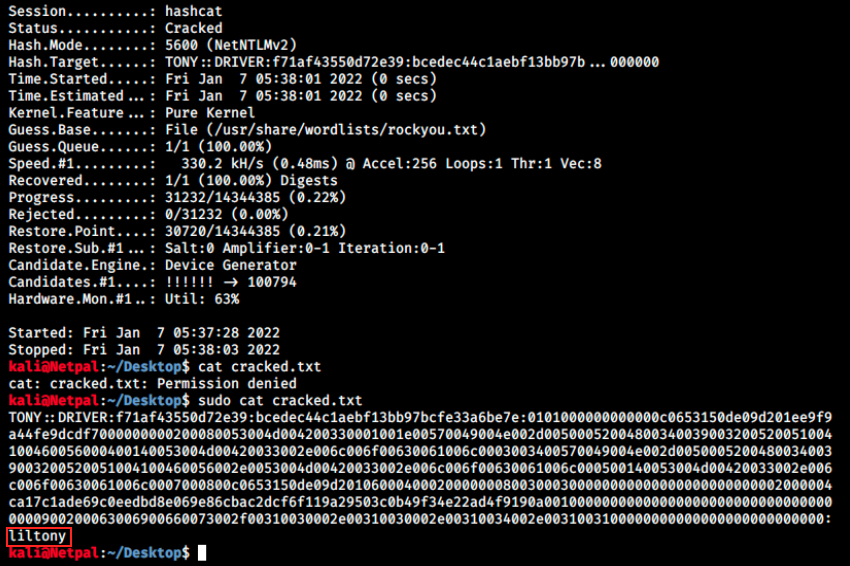 Session..........: hashcat
Status...........: Cracked
Hash.Mode........: 5600 (NetNTLMv2)
Hash.Target......: TONY::DRIVER:f71af43550d72e39:bcedec44c1aebf13bb97b...000000
Time.Started.....: Fri Jan  7 05:38:01 2022 (0 secs)
Time.Estimated...: Fri Jan  7 05:38:01 2022 (0 secs)
Kernel.Feature...: Pure Kernel
Guess.Base.......: File (/usr/share/wordlists/rockyou.txt)
Guess.Queue......: 1/1 (100.00%)
Speed.#1.........:   330.2 kH/s (0.48ms) @ Accel:256 Loops:1 Thr:1 Vec:8
Recovered........: 1/1 (100.00%) Digests
Progress.........: 31232/14344385 (0.22%)
Rejected.........: 0/31232 (0.00%)
Restore.Point....: 30720/14344385 (0.21%)
Restore.Sub.#1...: Salt:0 Amplifier:0-1 Iteration:0-1
Candidate.Engine.: Device Generator
Candidates.#1....: !!!!!! -> 100794
Hardware.Mon.#1..: Util: 63%
Started: Fri Jan  7 05:37:28 2022
Stopped: Fri Jan  7 05:38:03 2022
kali@Netpal:~/Desktop$ cat cracked.txt
cat: cracked.txt: Permission denied
kali@Netpal:~/Desktop$ sudo cat cracked.txt
TONY::DRIVER:f71af43550d72e39:bcedec44c1aebf13bb97bcfe33a6be7e:0101000000000000c0653150de09d201ee9f9
a44fe9dcdf7000000000200080053004d004200330001001e00570049004e002d00500052004800340039003200520051004
100460056000400140053004d00420033002e006c006f00630061006c0003003400570049004e002d0050005200480034003
9003200520051004100460056002e0053004d00420033002e006c006f00630061006c000500140053004d00420033002e006
c006f00630061006c0007000800c0653150de09d2010600040002000000080030003000000000000000000000000002000004
ca17c1ade69c0eedbd8e069e86cbac2dcf6f119a29503c0b49f34e22ad4f9190a00100000000000000000000000000000000
0000900200063006900660073002f00310030002e00310030002e00310034002e003100310000000000000000000000000:
liltony
kali@Netpal:~/Desktop$